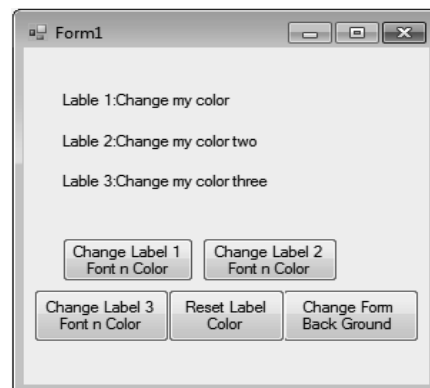 Form1
Lable 1:Change my color
Lable 2:Change my color two
Lable 3:Change my color three
Change Label 1
Font n Color
Change Label 2
Font n Color
Change Label 3
Font n Color
Reset Label
Color
Change Form
Back Ground